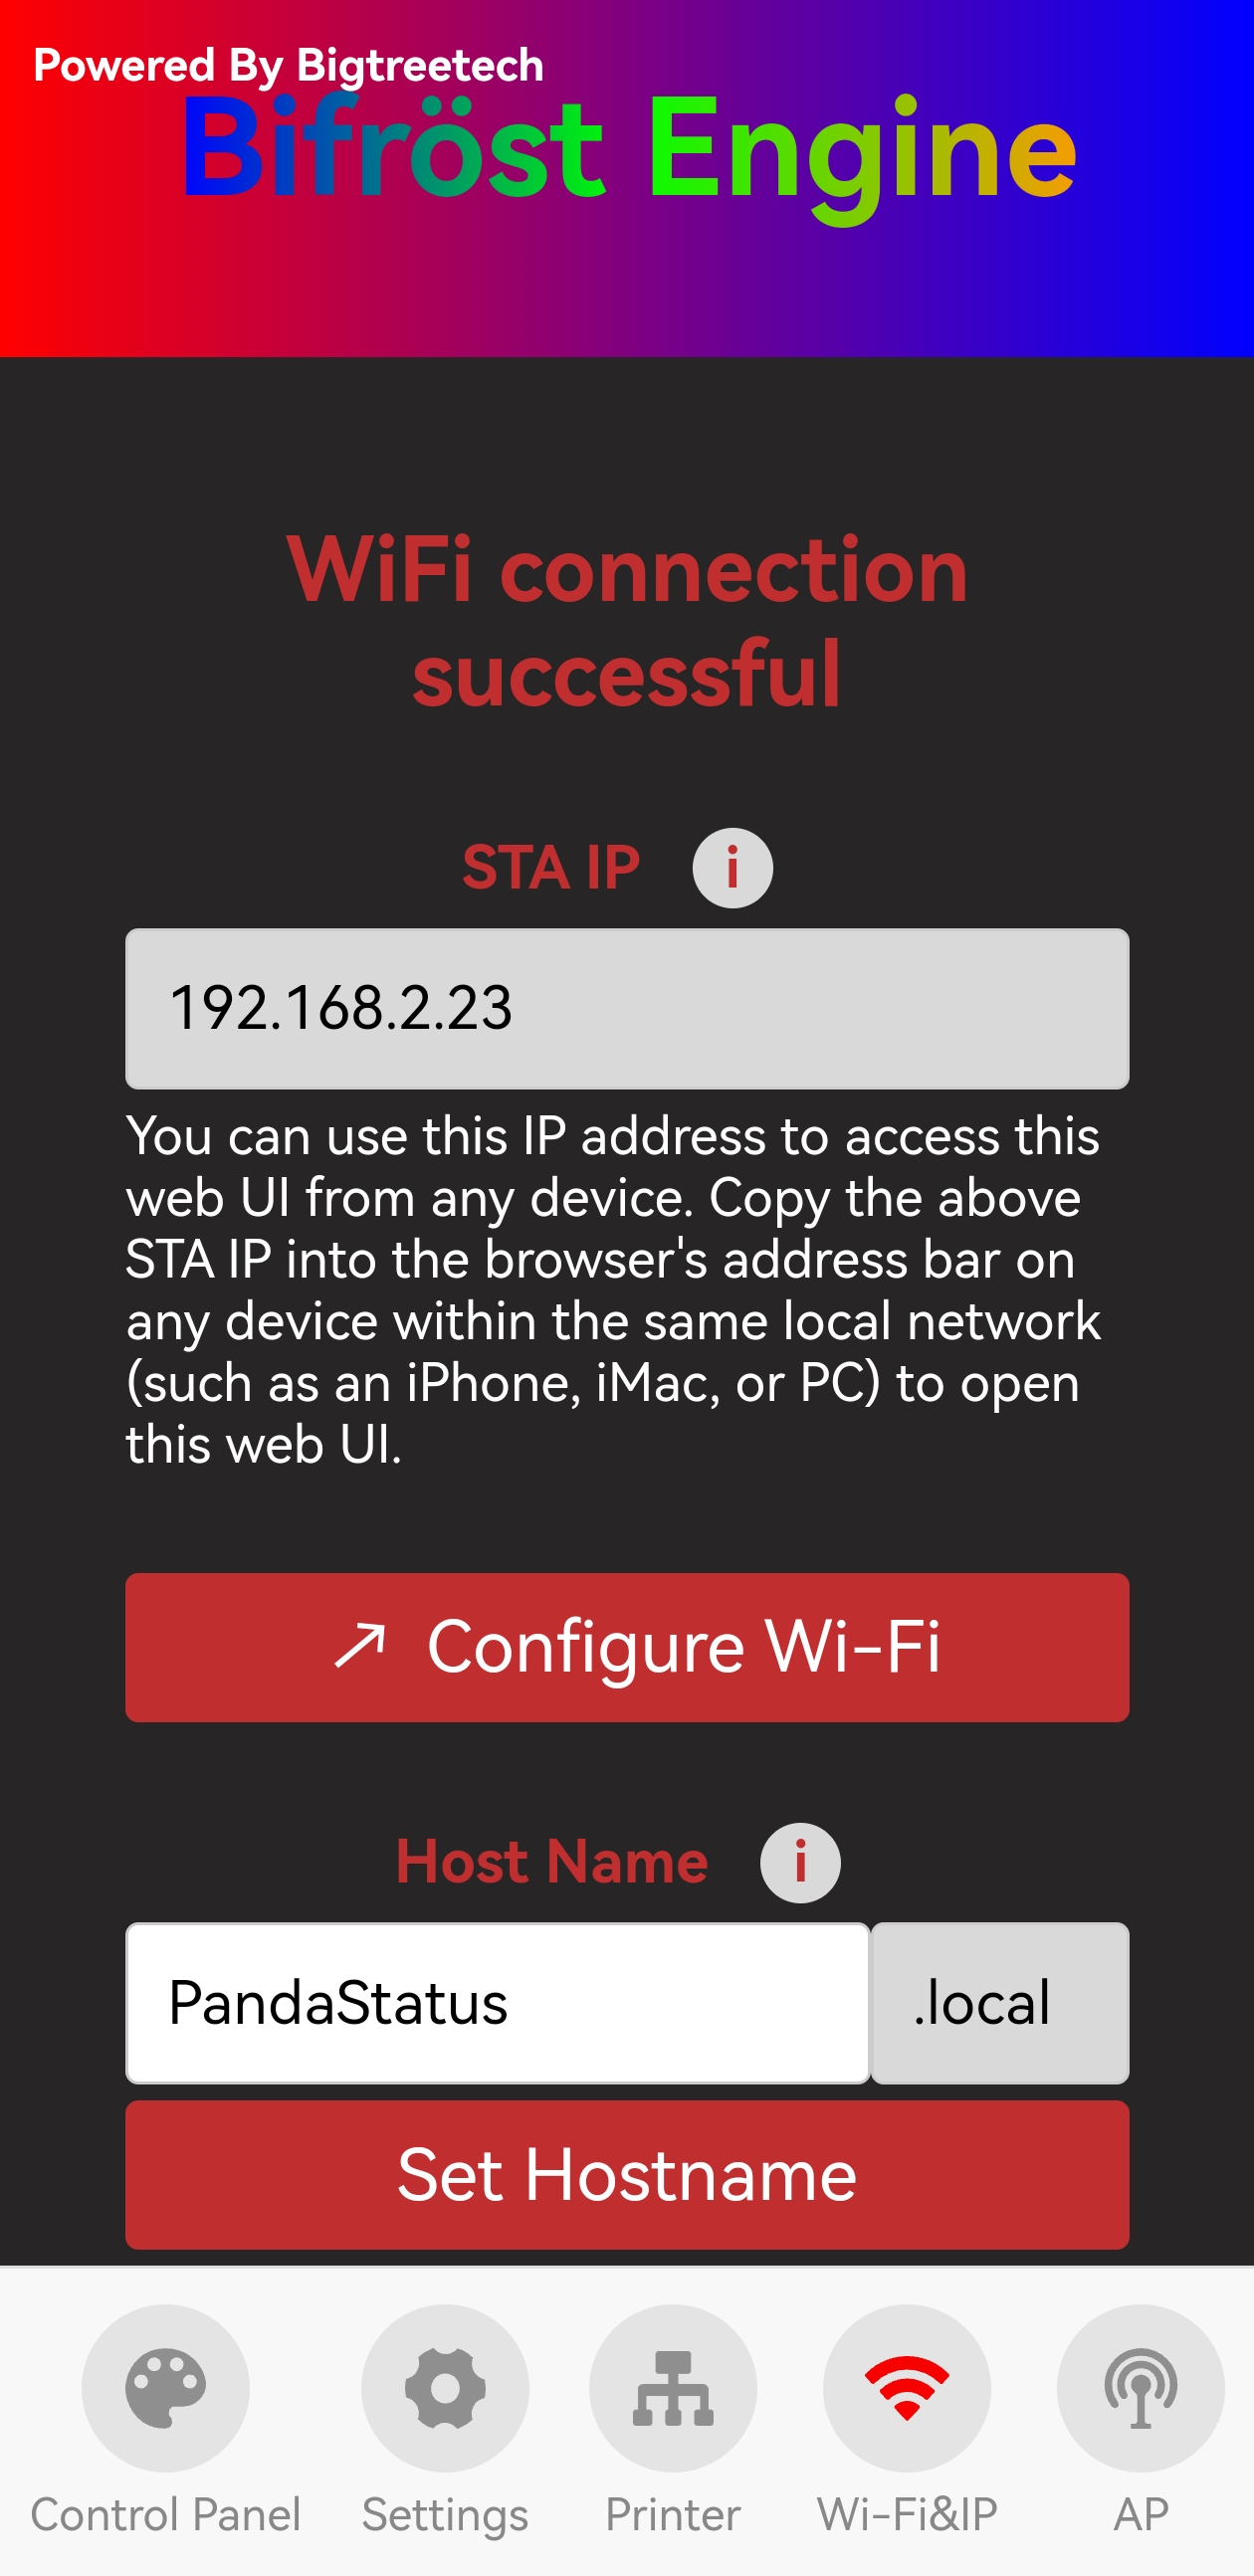 Powered By Bigtreetech
Bifröst Engine
WiFi connection
successful
STA IP i
192.168.2.23
You can use this IP address to access this
web UI from any device. Copy the above
STA IP into the browser's address bar on
any device within the same local network
(such as an iPhone, iMac, or PC) to open
this web UI.
↗ Configure Wi-Fi
Host Name i
PandaStatus .local
Set Hostname
Control Panel Settings Printer Wi-Fi&IP AP